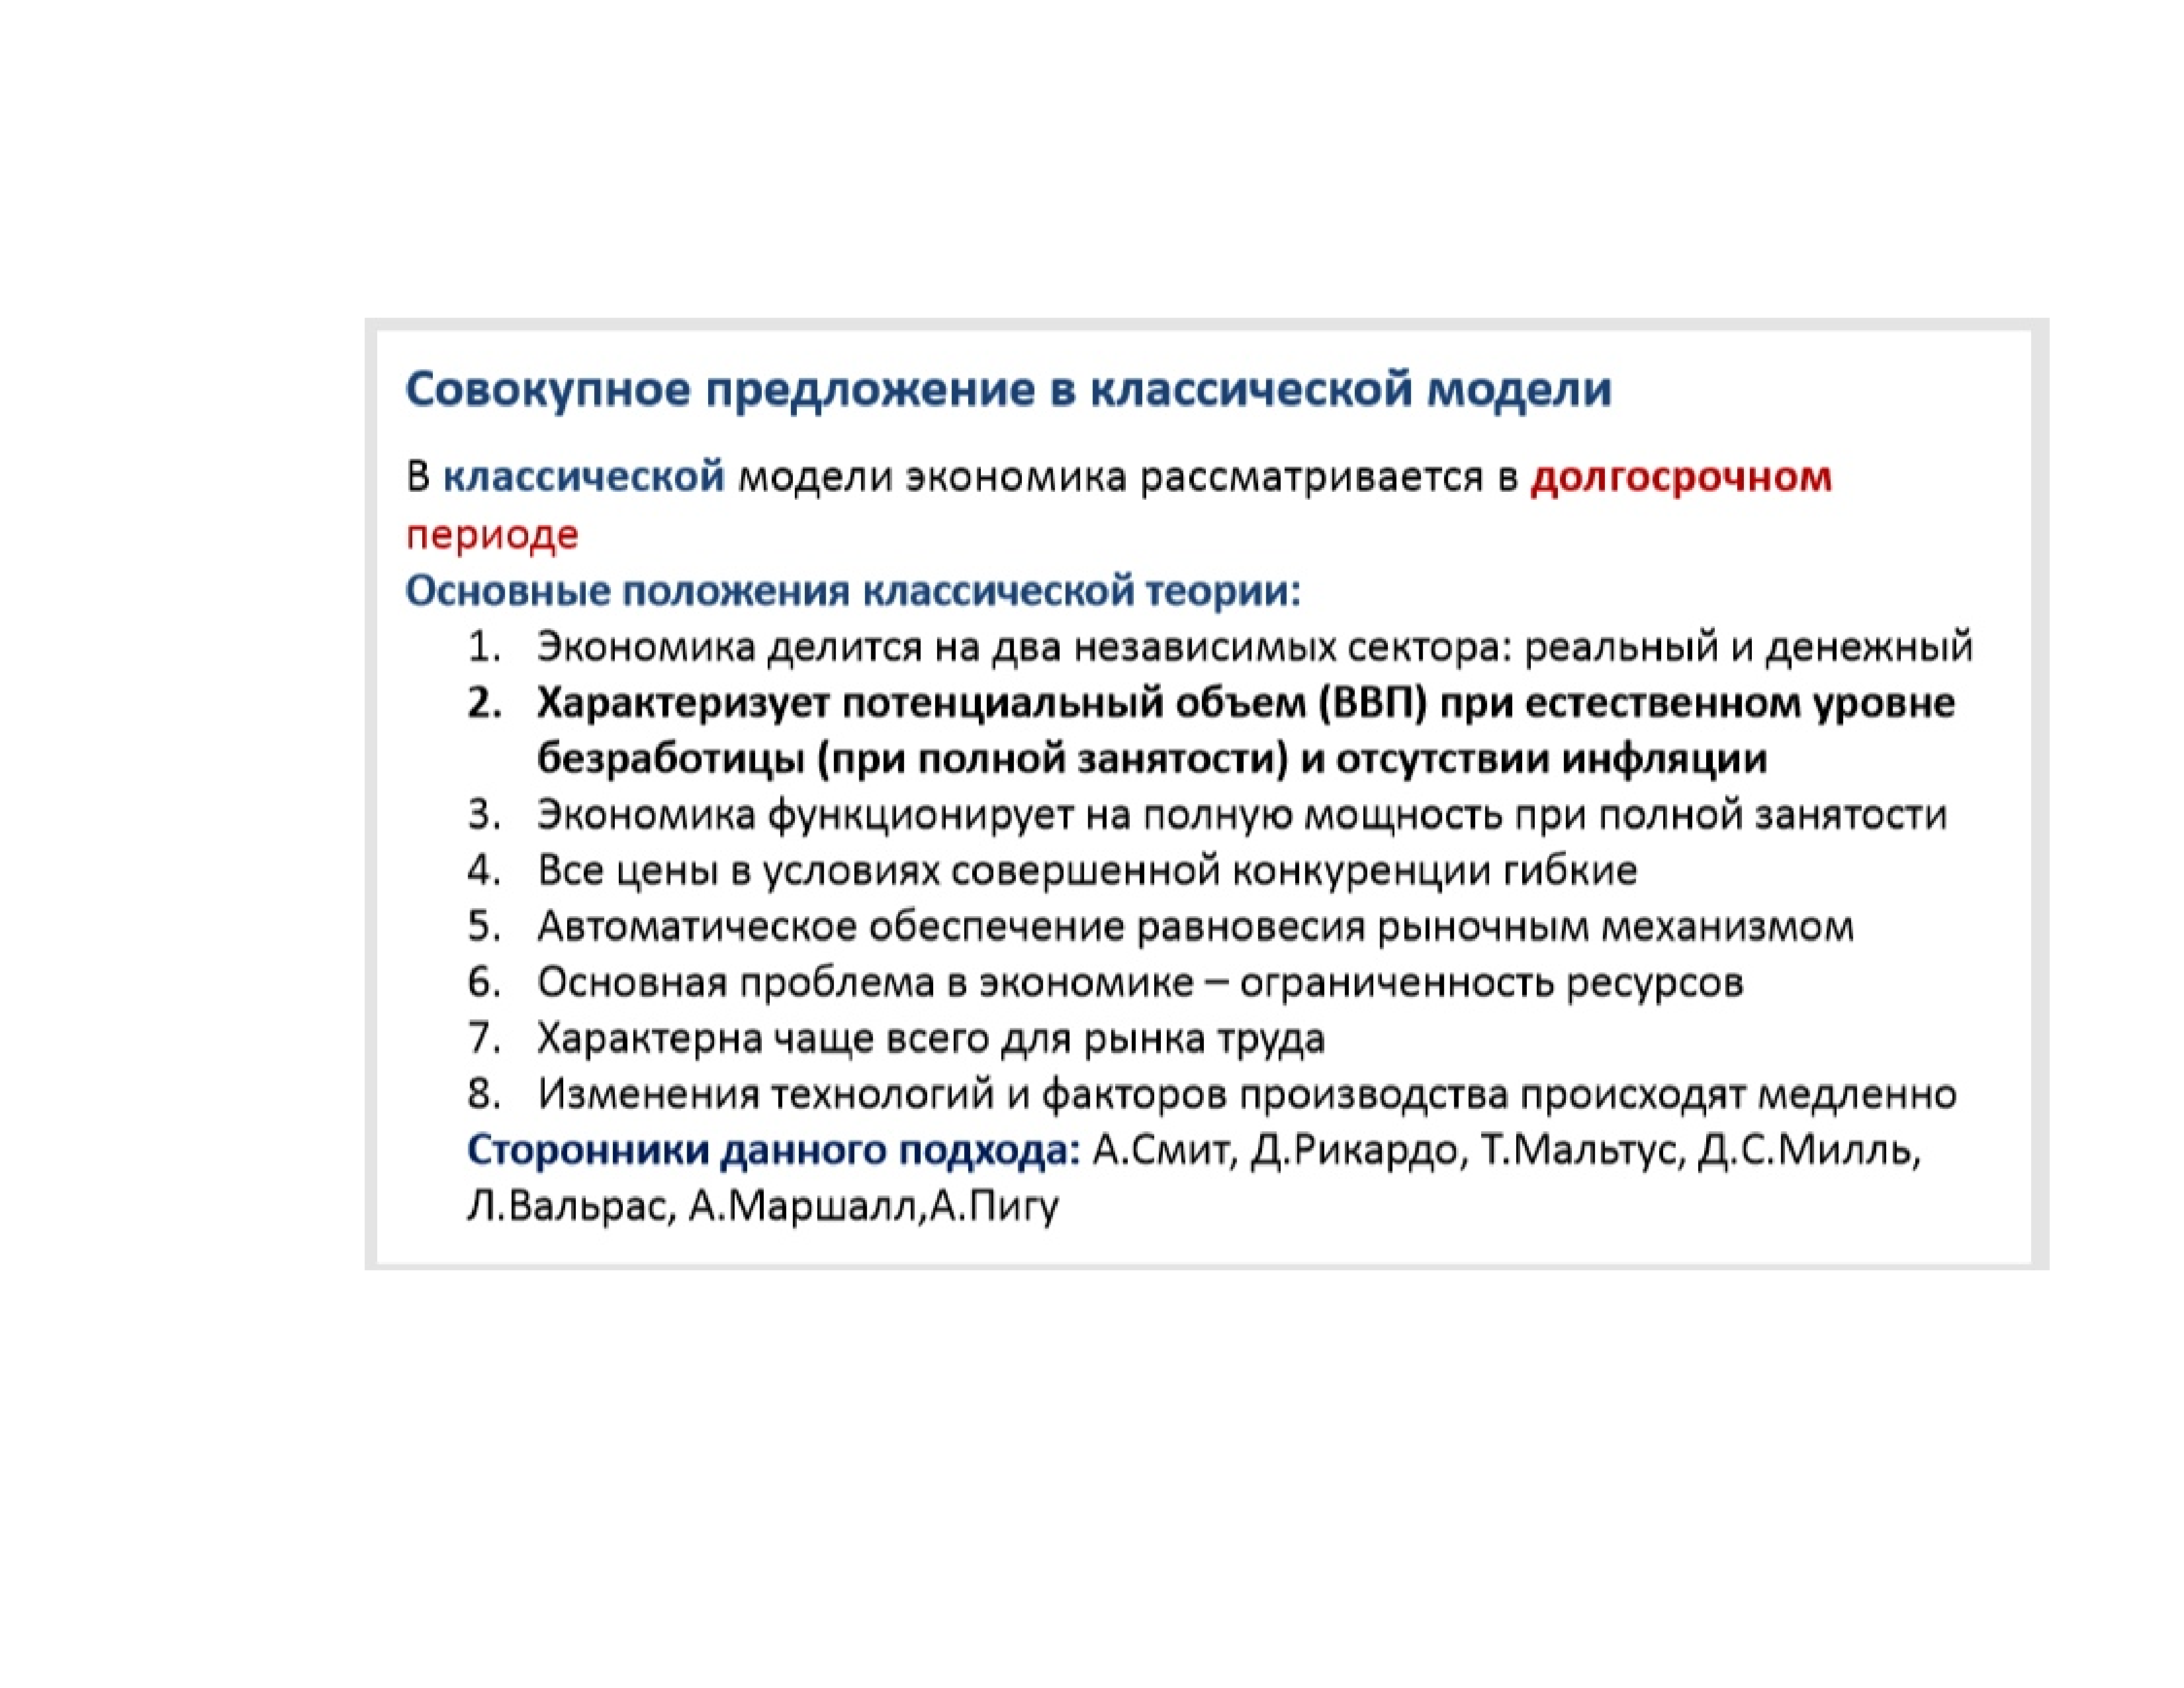 Совокупное предложение в классической модели
В классической модели экономика рассматривается в долгосрочном
периоде
Основные положения классической теории:
1. Экономика делится на два независимых сектора: реальный и денежный
2. Характеризует потенциальный объем (ВВП) при естественном уровне
безработицы (при полной занятости) и отсутствии инфляции
3. Экономика функционирует на полную мощность при полной занятости
4. Все цены в условиях совершенной конкуренции гибкие
5. Автоматическое обеспечение равновесия рыночным механизмом
6. Основная проблема в экономике – ограниченность ресурсов
7. Характерна чаще всего для рынка труда
8. Изменения технологий и факторов производства происходят медленно
Сторонники данного подхода: А.Смит, Д.Рикардо, Т.Мальтус, Д.С.Милль,
Л.Вальрас, А.Маршалл,А.Пигу